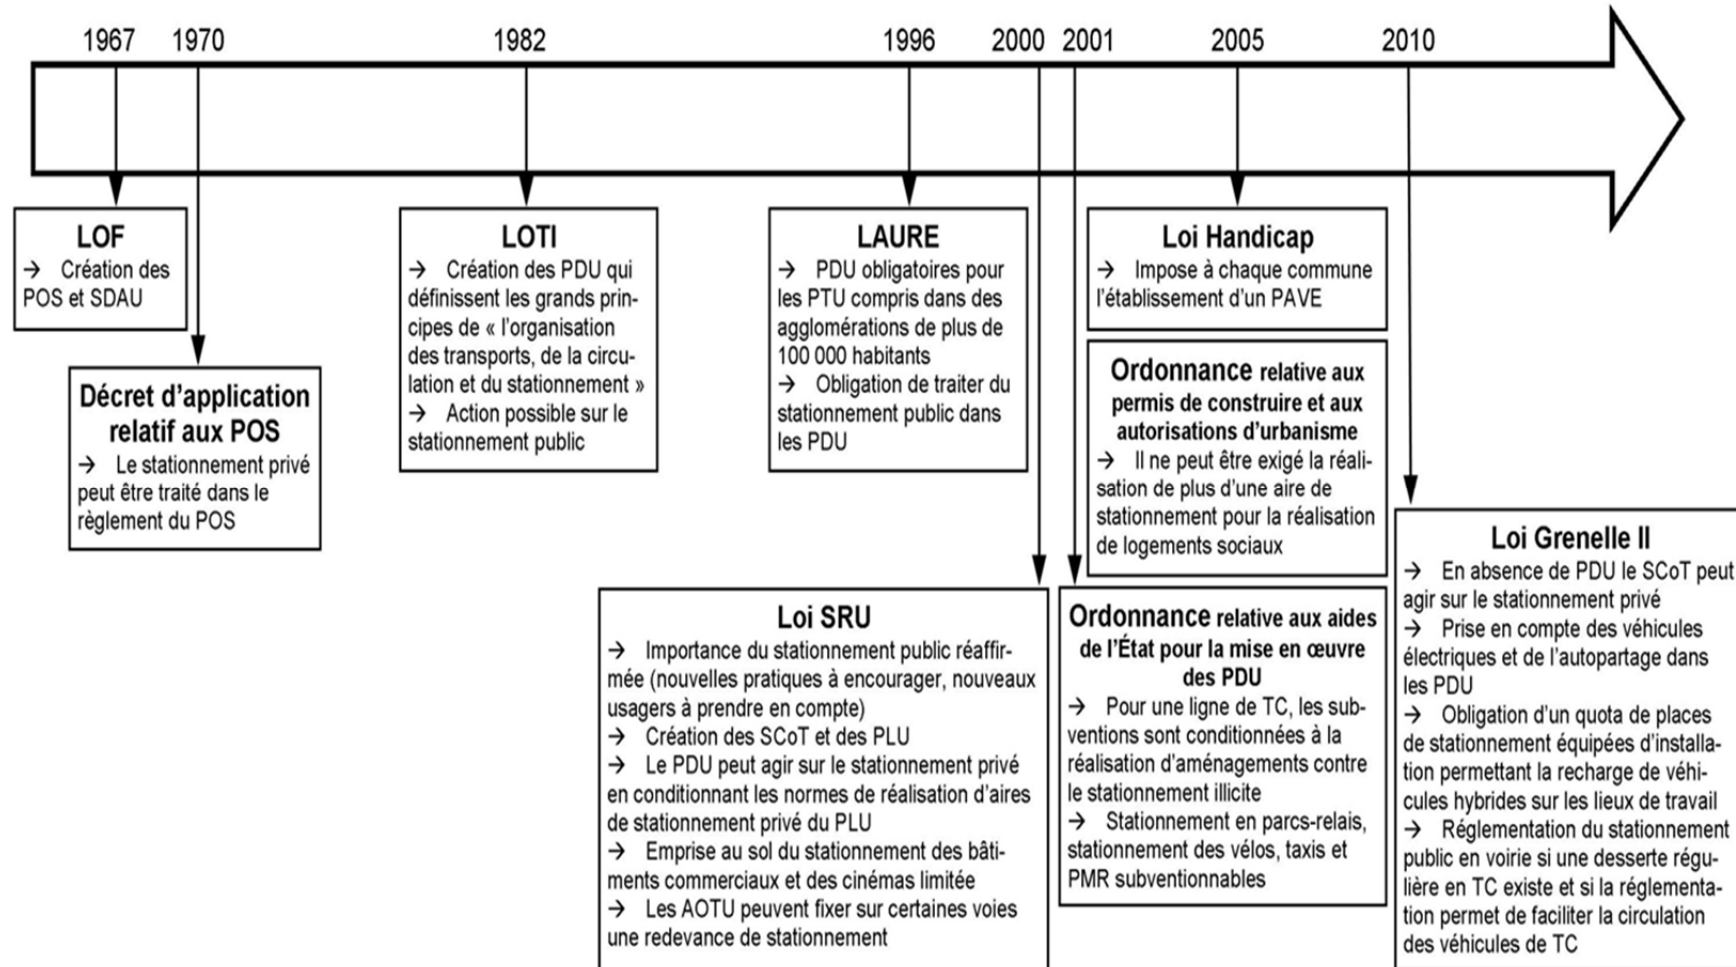 1967
1970
1982
1996
2000
2001
2005
2010
LOF
→ Création des
POS et SDAU
Décret d'application
relatif aux POS
→ Le stationnement privé
peut être traité dans le
règlement du POS
LOTI
→ Création des PDU qui
définissent les grands prin-
cipes de « l'organisation
des transports, de la circu-
lation et du stationnement »
→ Action possible sur le
stationnement public
LAURE
→ PDU obligatoires pour
les PTU compris dans des
agglomérations de plus de
100 000 habitants
→ Obligation de traiter du
stationnement public dans
les PDU
Loi SRU
→ Importance du stationnement public réaffir-
mée (nouvelles pratiques à encourager, nouveaux
usagers à prendre en compte)
→ Création des SCoT et des PLU
→ Le PDU peut agir sur le stationnement privé
en conditionnant les normes de réalisation d'aires
de stationnement privé du PLU
→ Emprise au sol du stationnement des bâti-
ments commerciaux et des cinémas limitée
→ Les AOTU peuvent fixer sur certaines voies
une redevance de stationnement
Loi Handicap
→ Impose à chaque commune
l'établissement d'un PAVE
Ordonnance relative aux
permis de construire et aux
autorisations d'urbanisme
→ Il ne peut être exigé la réali-
sation de plus d'une aire de
stationnement pour la réalisation
de logements sociaux
Ordonnance relative aux aides
de l'État pour la mise en œuvre
des PDU
→ Pour une ligne de TC, les sub-
ventions sont conditionnées à la
réalisation d'aménagements contre
le stationnement illicite
→ Stationnement en parcs-relais,
stationnement des vélos, taxis et
PMR subventionnables
Loi Grenelle II
→ En absence de PDU le SCoT peut
agir sur le stationnement privé
→ Prise en compte des véhicules
électriques et de l'autopartage dans
les PDU
→ Obligation d'un quota de places
de stationnement équipées d'installa-
tion permettant la recharge de véhi-
cules hybrides sur les lieux de travail
→ Réglementation du stationnement
public en voirie si une desserte régu-
lière en TC existe et si la réglementa-
tion permet de faciliter la circulation
des véhicules de TC